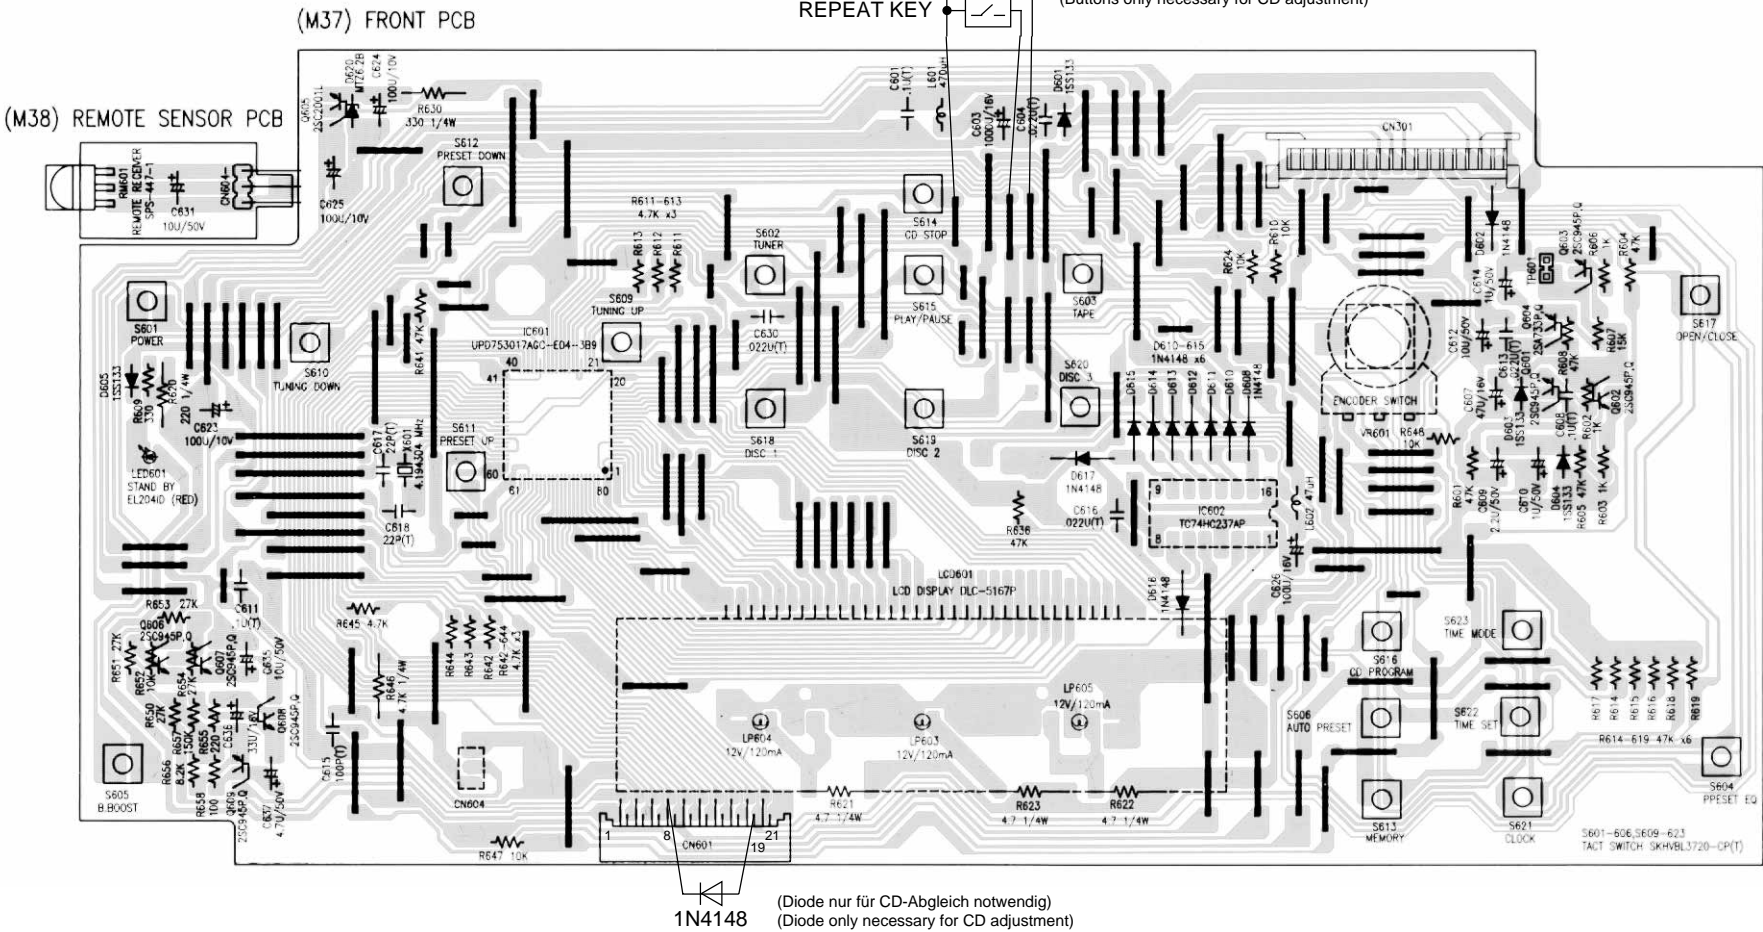 REPEAT KEY
(Buttons only necessary for CD adjustment)
(M37) FRONT PCB
(M38) REMOTE SENSOR PCB
RM601
REMOTE RECEIVER
SPS-447-1
C631
10U/50V
CN604
Q605
2SC2001L
D620
MTZ6.2B
C624
100U/10V
R630
330 1/4W
C625
100U/10V
S612
PRESET DOWN
C601
.1U(T)
L601
470uH
C603
1000U/16V
C604
.022U(T)
D601
1SS133
CN301
R611-613
4.7K x3
R613
R612
R611
S602
TUNER
S614
CD STOP
S615
PLAY/PAUSE
S603
TAPE
R624
10K
R610
10K
D602
1N4148
TP601
Q603
2SC945P,Q
R606
1K
R604
47K
S601
POWER
S610
TUNING DOWN
R641 47K
S609
TUNING UP
IC601
UPD753017AGC-E04-3B9
40
21
41
20
60
1
61
80
C630
.022U(T)
D610-615
1N4148 x6
C614
1U/50V
C612
10U/50V
C613
.022U(T)
Q604
2SA733P,Q
R608
47K
R607
15K
S617
OPEN/CLOSE
D605
1SS133
R609
330
R620
220 1/4W
C623
100U/10V
S620
DISC 3
D615
D614
D613
D612
D611
D610
D608
1N4148
ENCODER SWITCH
VR601
R648
10K
C607
47U/16V
D603
1SS133
Q601
2SC945P,Q
C608
.1U(T)
R602
1K
Q602
2SC945P,Q
LED601
STAND BY
EL204ID (RED)
C617
22P(T)
X601
4.194304 MHz
C618
22P(T)
S611
PRESET UP
S618
DISC 1
S619
DISC 2
D617
1N4148
R636
47K
C616
.022U(T)
9
16
IC602
TC74HC237AP
8
1
L602 47uH
C626
100U/16V
R601
47K
C609
2.2U/50V
C610
1U/50V
D604
1SS133
R605 47K
R603 1K
LCD601
LCD DISPLAY DLC-5167P
D616
1N4148
C611
.1U(T)
R653 27K
Q606
2SC945P,Q
R651 27K
R652
10K
R654
27K
Q607
2SC945P,Q
C635
10U/50V
R645 4.7K
R646
4.7K 1/4W
R644
R643
R642
R642-644
4.7K x3
R650
27K
R657
150K
R655
220
C636
33U/16V
Q608
2SC945P,Q
R656
8.2K
R658
100
Q609
2SC945P,Q
C637
4.7U/50V
C615
100P(T)
S605
B.BOOST
CN604
R647 10K
LP604
12V/120mA
LP603
12V/120mA
LP605
12V/120mA
R621
4.7 1/4W
R623
4.7 1/4W
R622
4.7 1/4W
S616
CD PROGRAM
S623
TIME MODE
S606
AUTO PRESET
S622
TIME SET
S613
MEMORY
S621
CLOCK
R617
R614
R615
R616
R618
R619
R614-619 47K x6
S604
PPESET EQ
S601-606,S609-623
TACT SWITCH SKHVBL3720-CP(T)
1
8
19
21
CN601
1N4148
(Diode nur für CD-Abgleich notwendig)
(Diode only necessary for CD adjustment)